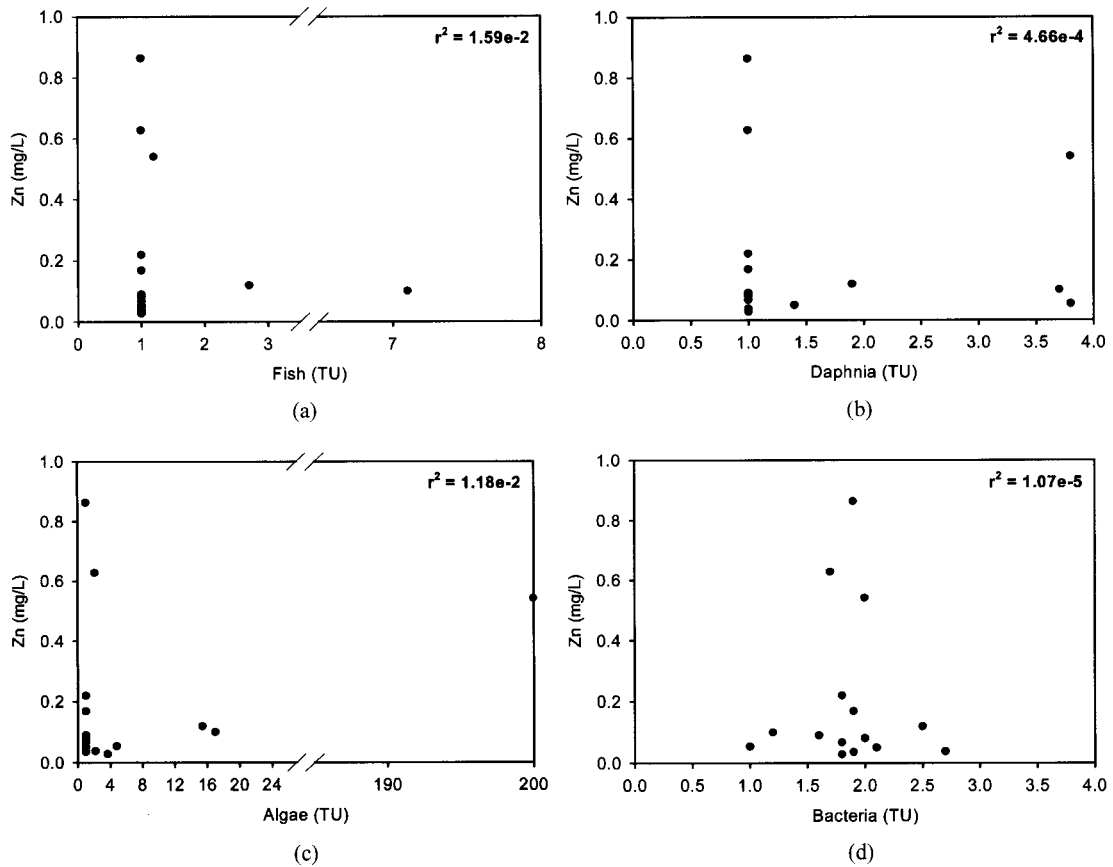 r² = 1.59e-2
1.0
0.8
0.6
0.4
0.2
0.0
Zn (mg/L)
0 1 2 3 7 8
Fish (TU)
(a)
r² = 4.66e-4
1.0
0.8
0.6
0.4
0.2
0.0
Zn (mg/L)
0.0 0.5 1.0 1.5 2.0 2.5 3.0 3.5 4.0
Daphnia (TU)
(b)
r² = 1.18e-2
1.0
0.8
0.6
0.4
0.2
0.0
Zn (mg/L)
0 4 8 12 16 20 24 190 200
Algae (TU)
(c)
r² = 1.07e-5
1.0
0.8
0.6
0.4
0.2
0.0
Zn (mg/L)
0.0 0.5 1.0 1.5 2.0 2.5 3.0 3.5 4.0
Bacteria (TU)
(d)